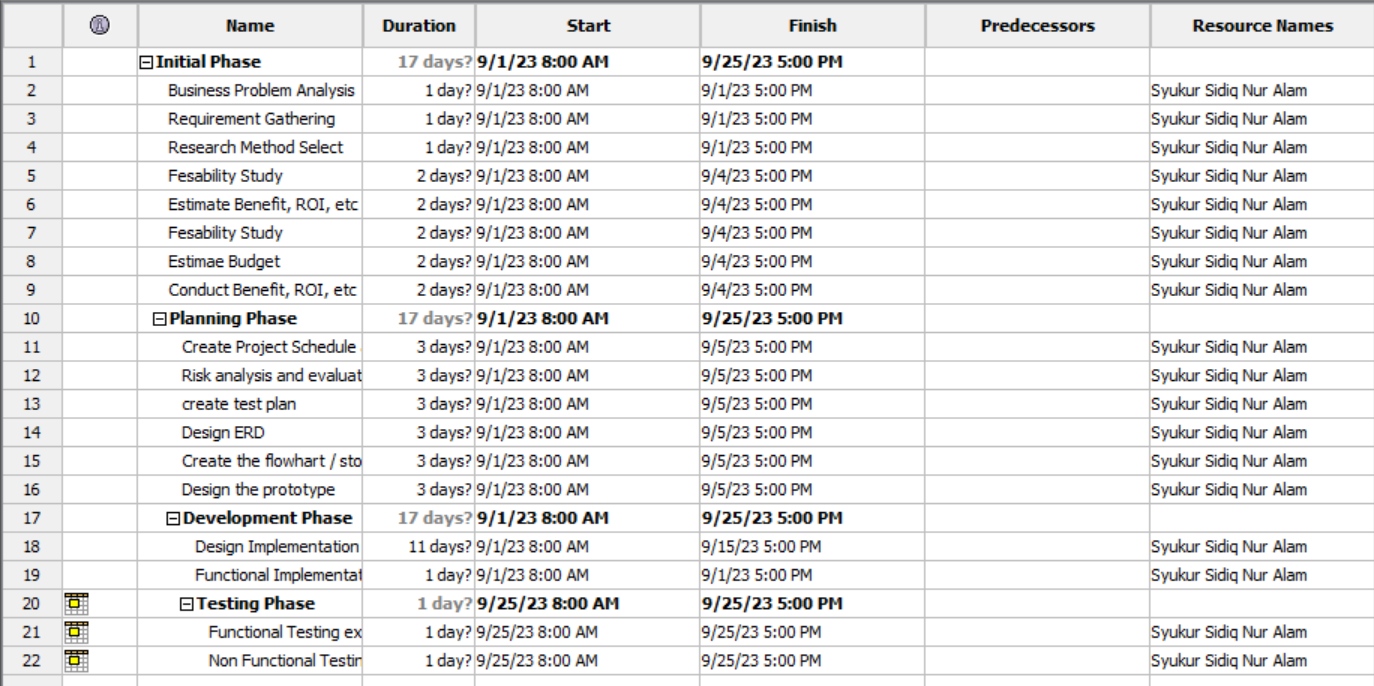 Name Duration Start Finish Predecessors Resource Names
1 Initial Phase 17 days? 9/1/23 8:00 AM 9/25/23 5:00 PM
2 Business Problem Analysis 1 day? 9/1/23 8:00 AM 9/1/23 5:00 PM Syukur Sidiq Nur Alam
3 Requirement Gathering 1 day? 9/1/23 8:00 AM 9/1/23 5:00 PM Syukur Sidiq Nur Alam
4 Research Method Select 1 day? 9/1/23 8:00 AM 9/1/23 5:00 PM Syukur Sidiq Nur Alam
5 Fesability Study 2 days? 9/1/23 8:00 AM 9/4/23 5:00 PM Syukur Sidiq Nur Alam
6 Estimate Benefit, ROI, etc 2 days? 9/1/23 8:00 AM 9/4/23 5:00 PM Syukur Sidiq Nur Alam
7 Fesability Study 2 days? 9/1/23 8:00 AM 9/4/23 5:00 PM Syukur Sidiq Nur Alam
8 Estimae Budget 2 days? 9/1/23 8:00 AM 9/4/23 5:00 PM Syukur Sidiq Nur Alam
9 Conduct Benefit, ROI, etc 2 days? 9/1/23 8:00 AM 9/4/23 5:00 PM Syukur Sidiq Nur Alam
10 Planning Phase 17 days? 9/1/23 8:00 AM 9/25/23 5:00 PM
11 Create Project Schedule 3 days? 9/1/23 8:00 AM 9/5/23 5:00 PM Syukur Sidiq Nur Alam
12 Risk analysis and evaluat 3 days? 9/1/23 8:00 AM 9/5/23 5:00 PM Syukur Sidiq Nur Alam
13 create test plan 3 days? 9/1/23 8:00 AM 9/5/23 5:00 PM Syukur Sidiq Nur Alam
14 Design ERD 3 days? 9/1/23 8:00 AM 9/5/23 5:00 PM Syukur Sidiq Nur Alam
15 Create the flowhart / sto 3 days? 9/1/23 8:00 AM 9/5/23 5:00 PM Syukur Sidiq Nur Alam
16 Design the prototype 3 days? 9/1/23 8:00 AM 9/5/23 5:00 PM Syukur Sidiq Nur Alam
17 Development Phase 17 days? 9/1/23 8:00 AM 9/25/23 5:00 PM
18 Design Implementation 11 days? 9/1/23 8:00 AM 9/15/23 5:00 PM Syukur Sidiq Nur Alam
19 Functional Implementat 1 day? 9/1/23 8:00 AM 9/1/23 5:00 PM Syukur Sidiq Nur Alam
20 Testing Phase 1 day? 9/25/23 8:00 AM 9/25/23 5:00 PM
21 Functional Testing ex 1 day? 9/25/23 8:00 AM 9/25/23 5:00 PM Syukur Sidiq Nur Alam
22 Non Functional Testin 1 day? 9/25/23 8:00 AM 9/25/23 5:00 PM Syukur Sidiq Nur Alam